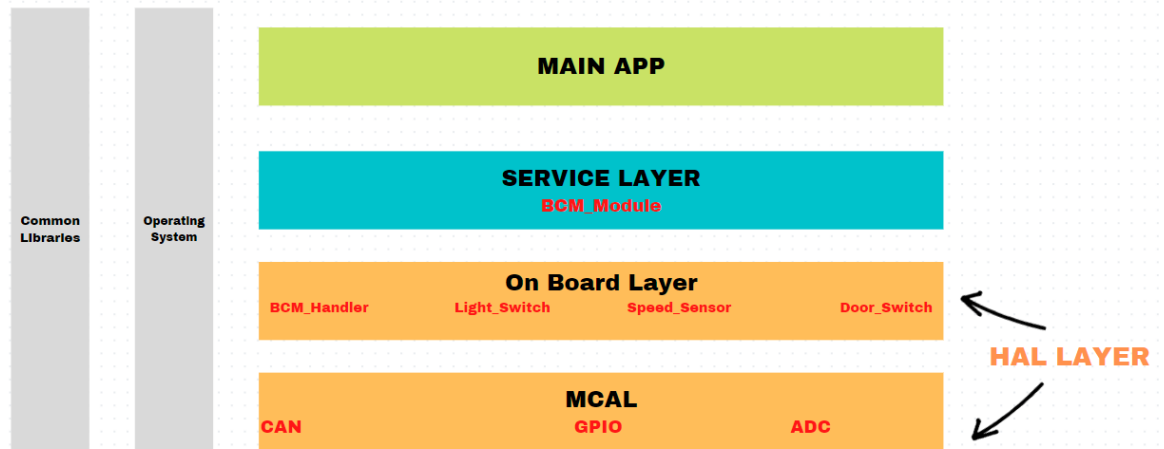 MAIN APP
SERVICE LAYER
BCM_Module
Common
Libraries
Operating
System
On Board Layer
BCM_Handler
Light_Switch
Speed_Sensor
Door_Switch
HAL LAYER
MCAL
CAN
GPIO
ADC